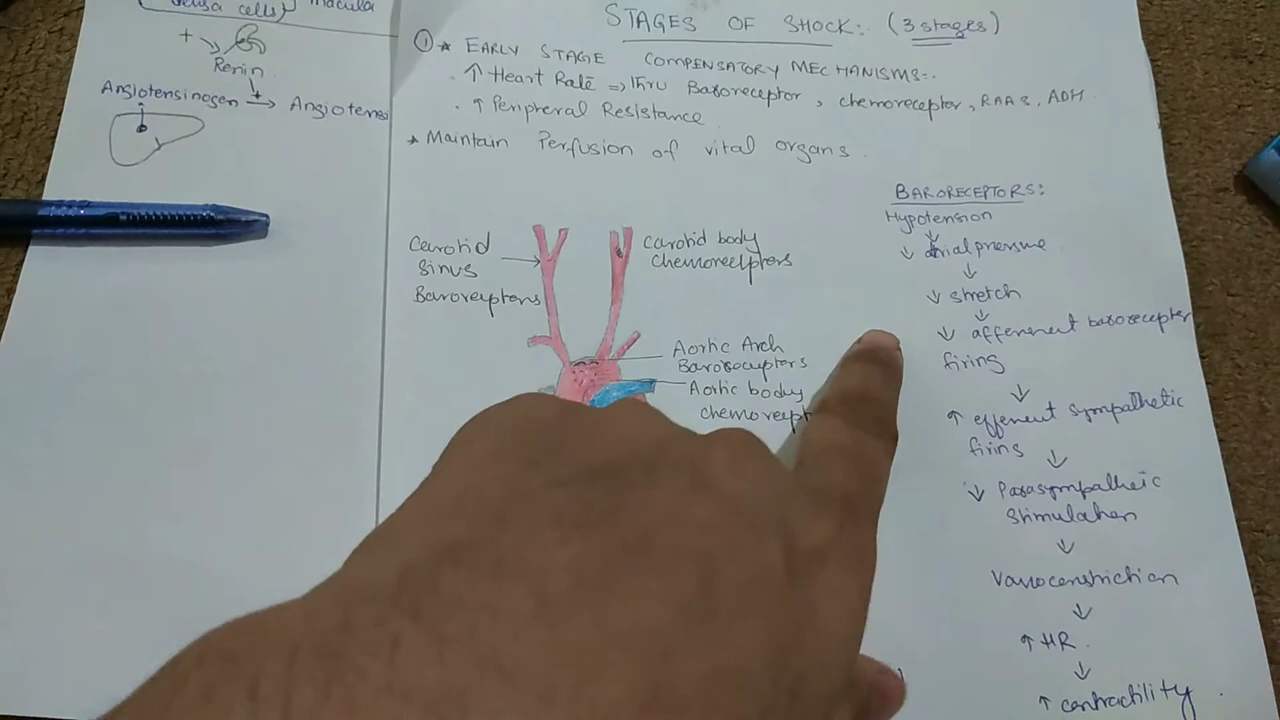 cells) macula
+
Renin
+
Angiotensinogen → Angiotens
STAGES OF SHOCK:. (3 stages)
① * EARLY STAGE COMPENSATORY MECHANISMS:.
. ↑ Heart Rate ⇒ Thru Baroreceptor, chemoreceptor, RAAS, ADH
. ↑ Peripreral Resistance
* Maintain Perfusion of vital organs.
Carotid
Sinus
Baroreceptors
Carotid body
chemoreceptors
Aortic Arch
Baroreceptors
Aortic body
chemorecept
BARORECEPTORS:
Hypotension
↓
↓ pressure
↓
↓ stretch
↓
↓ afferent baroreceptor
firing
↓
↑ efferent sympathetic
firing
↓
↓ Parasympathetic
Stimulation
↓
Vasoconstriction
↓
↑ HR.
↓
↑ contractility.